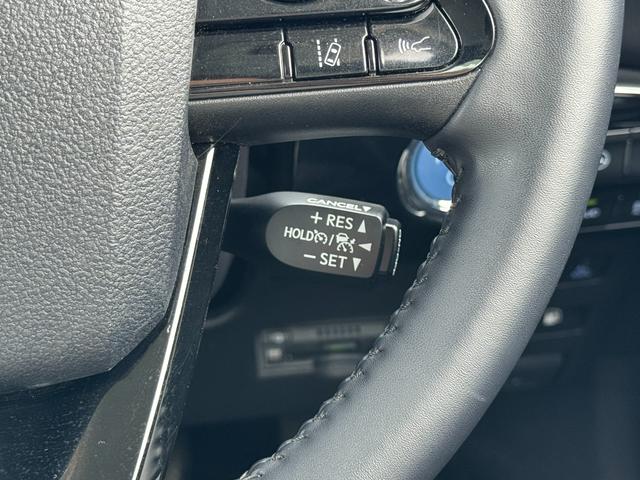 CANCEL▼
+ RES ▲
HOLD / ◀
− SET ▼